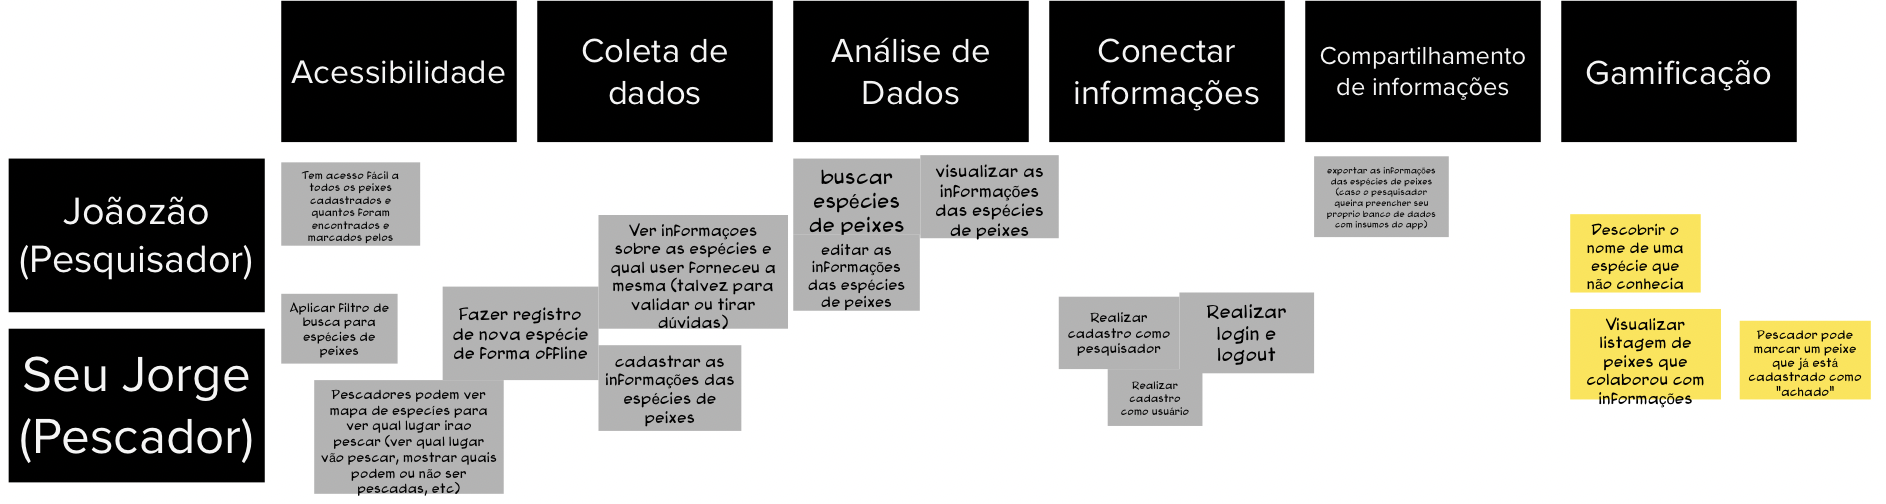 Acessibilidade
Coleta de
dados
Análise de
Dados
Conectar
informações
Compartilhamento
de informações
Gamificação
Joãozão
(Pesquisador)
Seu Jorge
(Pescador)
Tem acesso fácil a
todos os peixes
cadastrados e
quantos foram
encontrados e
marcados pelos
Aplicar filtro de
busca para
espécies de
peixes
Pescadores podem ver
mapa de especies para
ver qual lugar irao
pescar (ver qual lugar
vão pescar, mostrar quais
podem ou não ser
pescadas, etc)
Fazer registro
de nova espécie
de forma offline
Ver informaçoes
sobre as espécies e
qual user forneceu a
mesma (talvez para
validar ou tirar
dúvidas)
cadastrar as
informações das
espécies de
peixes
buscar
espécies
de peixes
visualizar as
informações
das espécies
de peixes
editar as
informações
das espécies
de peixes
Realizar
cadastro como
pesquisador
Realizar
login e
logout
Realizar
cadastro
como usuário
exportar as informações
das espécies de peixes
(caso o pesquisador
queira preencher seu
proprio banco de dados
com insumos do app)
Descobrir o
nome de uma
espécie que
não conhecia
Visualizar
listagem de
peixes que
colaborou com
informações
Pescador pode
marcar um peixe
que já está
cadastrado como
"achado"